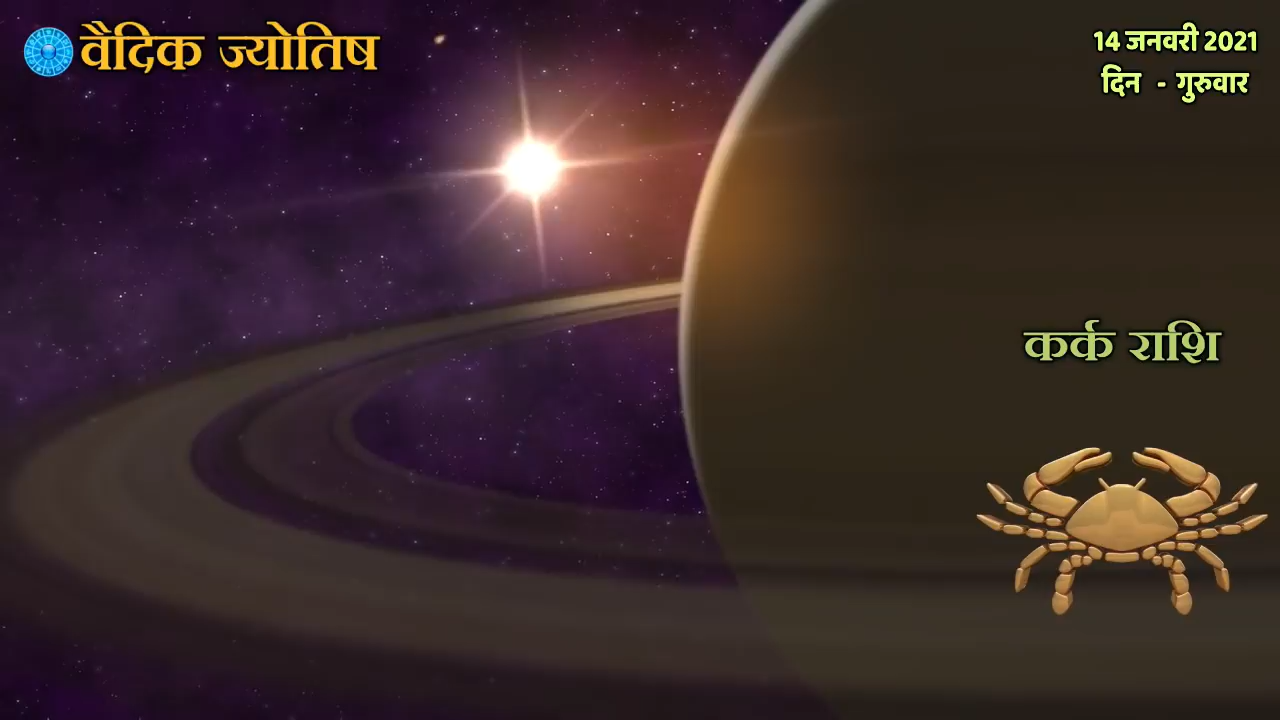 वैदिक ज्योतिष
14 जनवरी 2021
दिन - गुरुवार
कर्क राशि